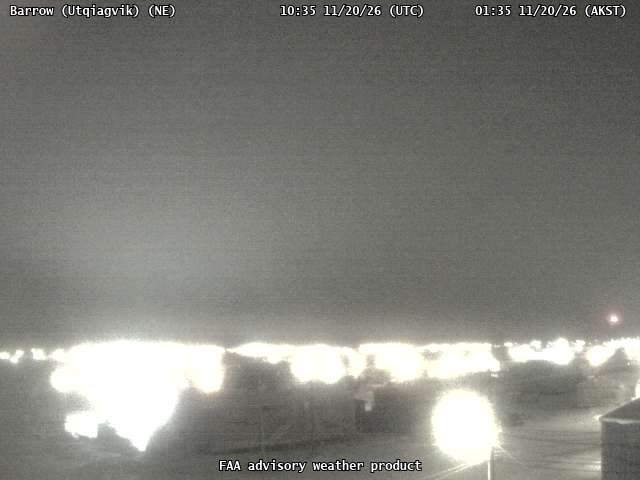 Barrow (Utqiagvik) (NE) 10:35 11/20/26 (UTC) 01:35 11/20/26 (AKST)
FAA advisory weather product